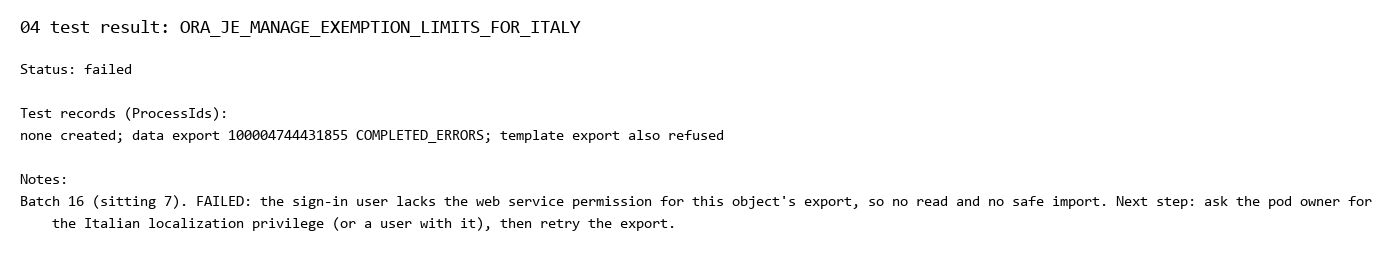 04 test result: ORA_JE_MANAGE_EXEMPTION_LIMITS_FOR_ITALY
Status: failed
Test records (ProcessIds):
none created; data export 100004744431855 COMPLETED_ERRORS; template export also refused
Notes:
Batch 16 (sitting 7). FAILED: the sign-in user lacks the web service permission for this object's export, so no read and no safe import. Next step: ask the pod owner for
the Italian localization privilege (or a user with it), then retry the export.